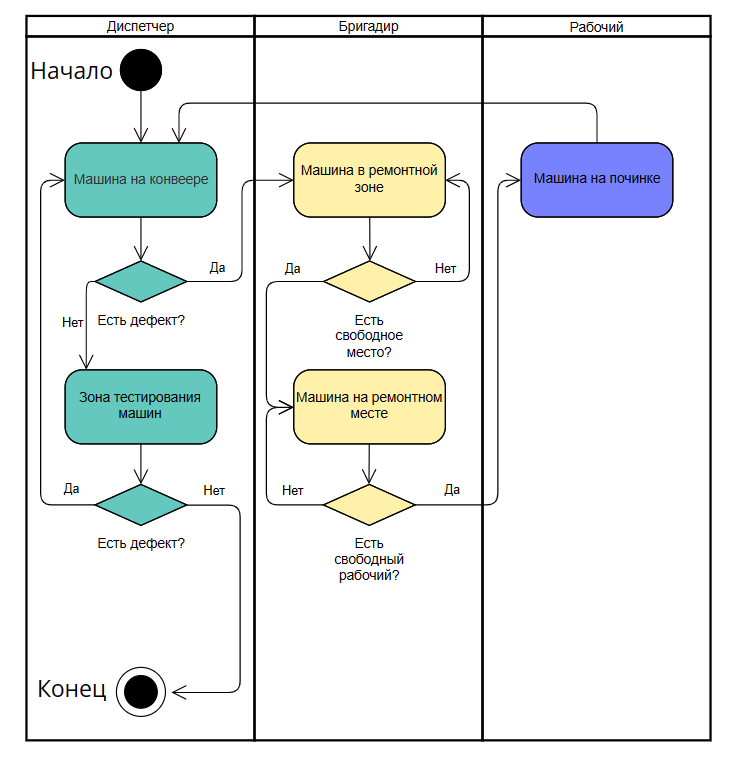 Диспетчер
Бригадир
Рабочий
Начало
Машина на конвеере
Машина в ремонтной
зоне
Машина на починке
Да
Да
Нет
Нет
Есть дефект?
Есть
свободное
место?
Зона тестирования
машин
Машина на ремонтном
месте
Да
Нет
Нет
Да
Есть дефект?
Есть
свободный
рабочий?
Конец